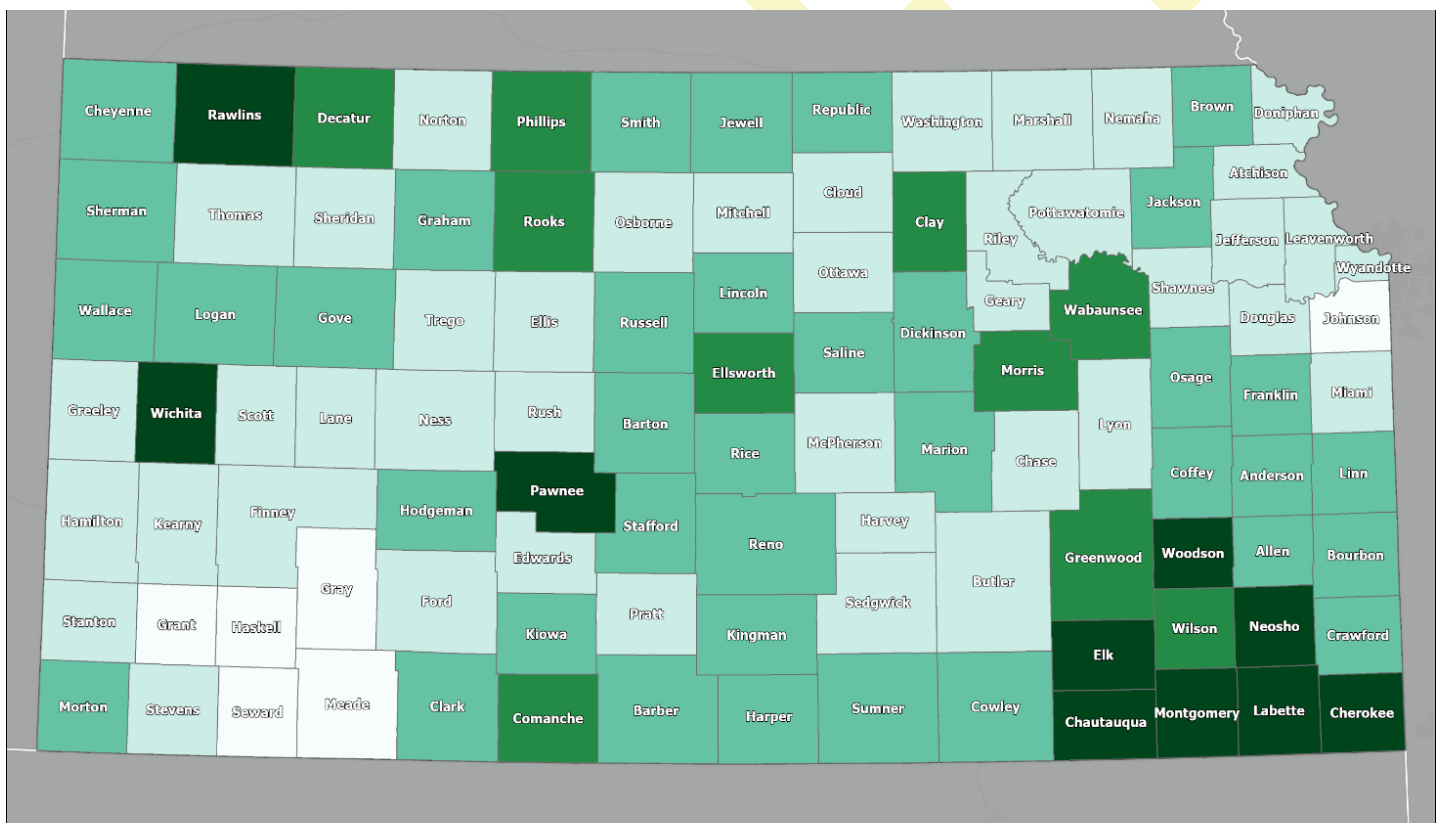 Cheyenne
Rawlins
Decatur
Norton
Phillips
Smith
Jewell
Republic
Washington
Marshall
Nemaha
Brown
Doniphan
Sherman
Thomas
Sheridan
Graham
Rooks
Osborne
Mitchell
Cloud
Clay
Riley
Pottawatomie
Jackson
Atchison
Jefferson
Leavenworth
Wyandotte
Wallace
Logan
Gove
Trego
Ellis
Russell
Lincoln
Ottawa
Dickinson
Geary
Wabaunsee
Shawnee
Douglas
Johnson
Ellsworth
Saline
Morris
Osage
Franklin
Miami
Greeley
Wichita
Scott
Lane
Ness
Rush
Barton
Rice
McPherson
Marion
Chase
Lyon
Coffey
Anderson
Linn
Hamilton
Kearny
Finney
Hodgeman
Pawnee
Stafford
Reno
Harvey
Butler
Greenwood
Woodson
Allen
Bourbon
Gray
Ford
Edwards
Stanton
Grant
Haskell
Kiowa
Pratt
Kingman
Sedgwick
Elk
Wilson
Neosho
Crawford
Morton
Stevens
Seward
Meade
Clark
Comanche
Barber
Harper
Sumner
Cowley
Chautauqua
Montgomery
Labette
Cherokee